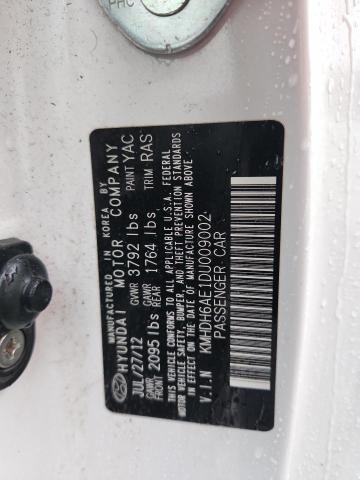 PHC
MANUFACTURED IN KOREA BY
HYUNDAI MOTOR COMPANY
JUL/27/12 GVWR 3792 lbs PAINT YAC
GAWR FRONT 2095 lbs GAWR REAR 1764 lbs TRIM RAS
THIS VEHICLE CONFORMS TO ALL APPLICABLE U.S.A. FEDERAL
MOTOR VEHICLE SAFETY, BUMPER, AND THEFT PREVENTION
STANDARDS IN EFFECT ON THE DATE OF MANUFACTURE SHOWN ABOVE
V.I.N KMHDH6AE1DU009002
PASSENGER CAR